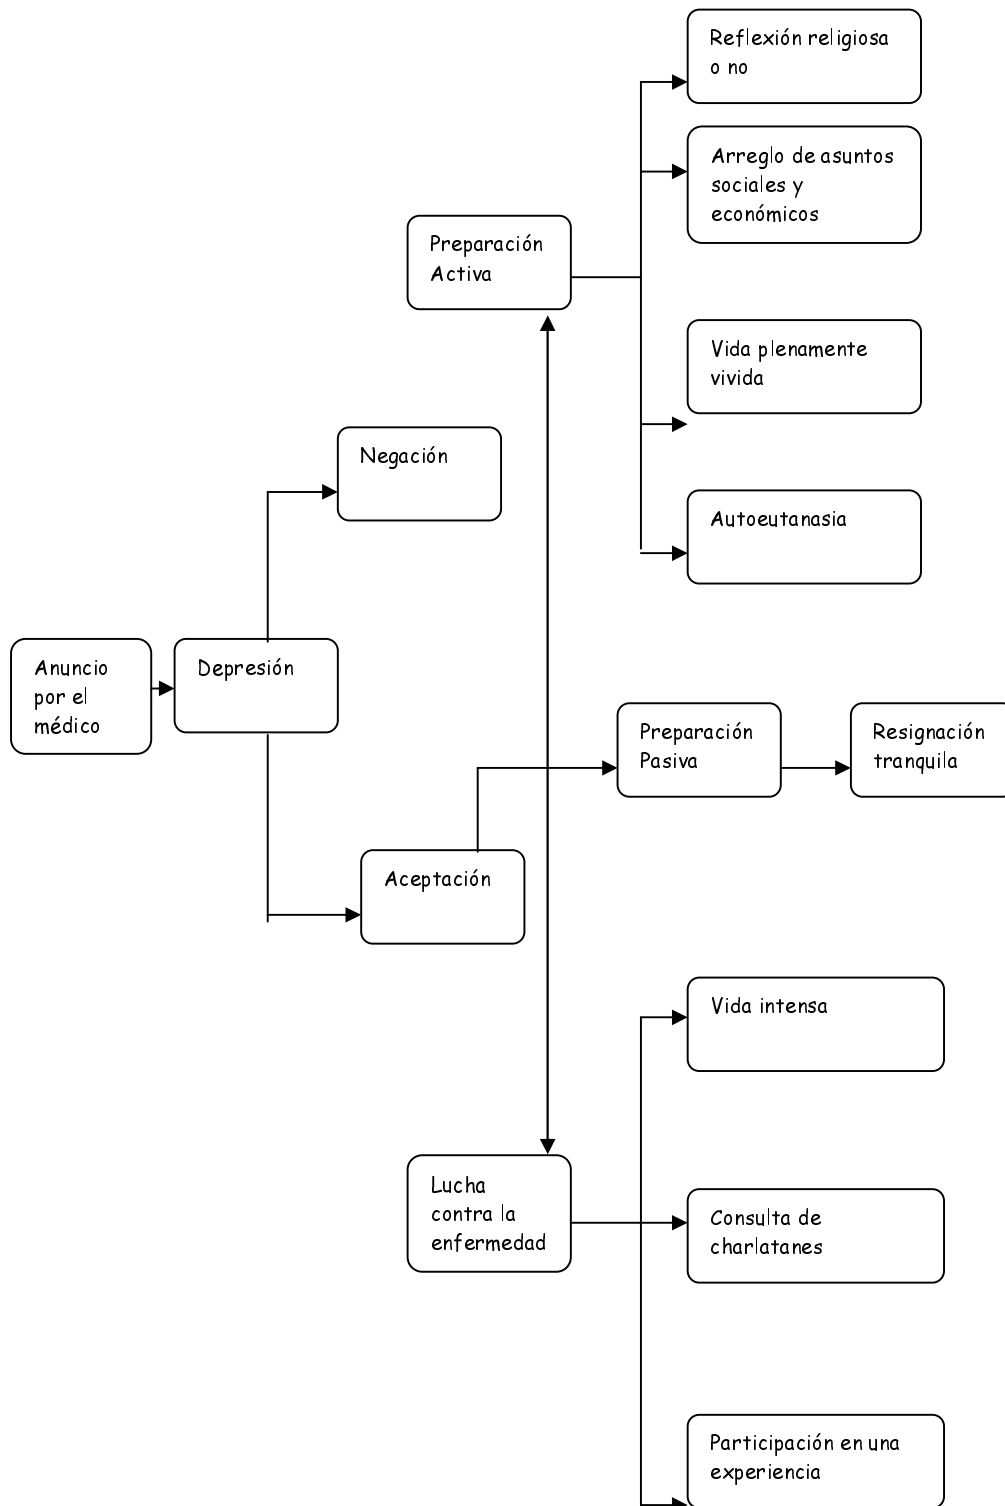 Reflexión religiosa
o no
Arreglo de asuntos
sociales y
económicos
Preparación
Activa
Vida plenamente
vivida
Negación
Autoeutanasia
Anuncio
por el
médico
Depresión
Preparación
Pasiva
Resignación
tranquila
Aceptación
Vida intensa
Lucha
contra la
enfermedad
Consulta de
charlatanes
Participación en una
experiencia